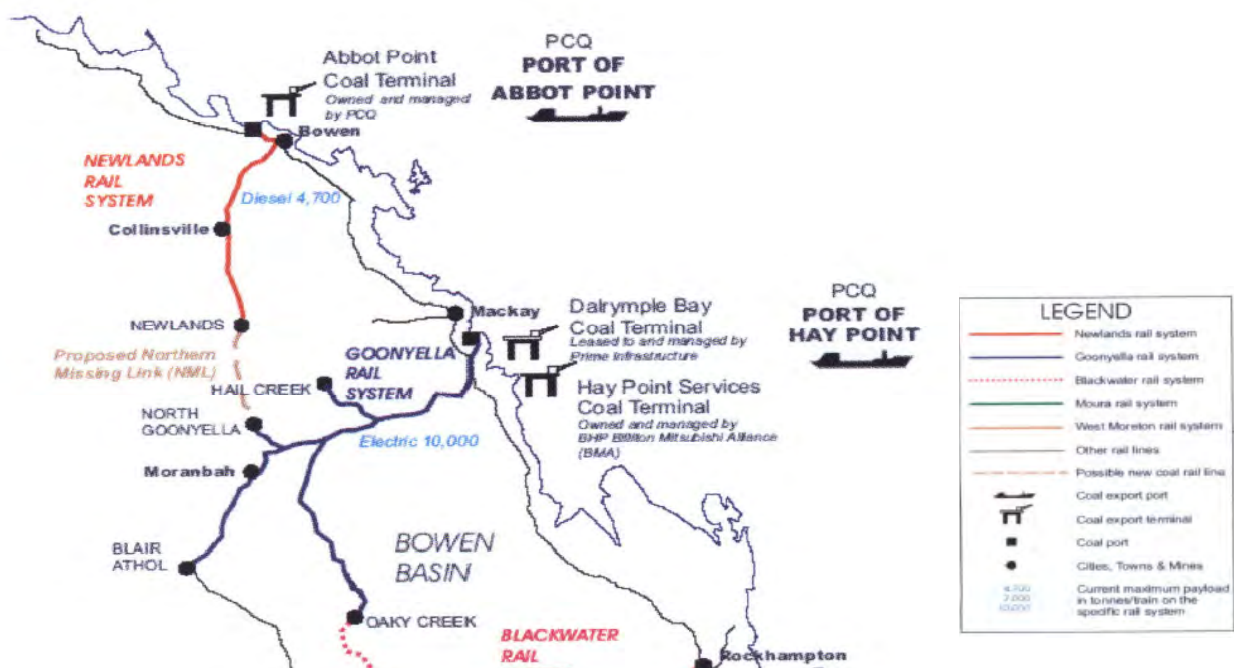 Abbot Point
Coal Terminal
Owned and managed
by PCQ
PCQ
PORT OF
ABBOT POINT
Bowen
NEWLANDS
RAIL
SYSTEM
Diesel 4,700
Collinsville
NEWLANDS
Proposed Northern
Missing Link (NML)
HAIL CREEK
NORTH
GOONYELLA
Moranbah
BLAIR
ATHOL
GOONYELLA
RAIL
SYSTEM
Electric 10,000
Mackay
Dalrymple Bay
Coal Terminal
Leased to and managed by
Prime Infrastructure
Hay Point Services
Coal Terminal
Owned and managed by
BHP Billiton Mitsubishi Alliance
(BMA)
PCQ
PORT OF
HAY POINT
BOWEN
BASIN
OAKY CREEK
BLACKWATER
RAIL
Rockhampton
LEGEND
Newlands rail system
Goonyella rail system
Blackwater rail system
Moura rail system
West Moreton rail system
Other rail lines
Possible new coal rail line
Coal export port
Coal export terminal
Coal port
Cities, Towns & Mines
4,700
7,000
10,000
Current maximum payload
in tonnes/train on the
specific rail system